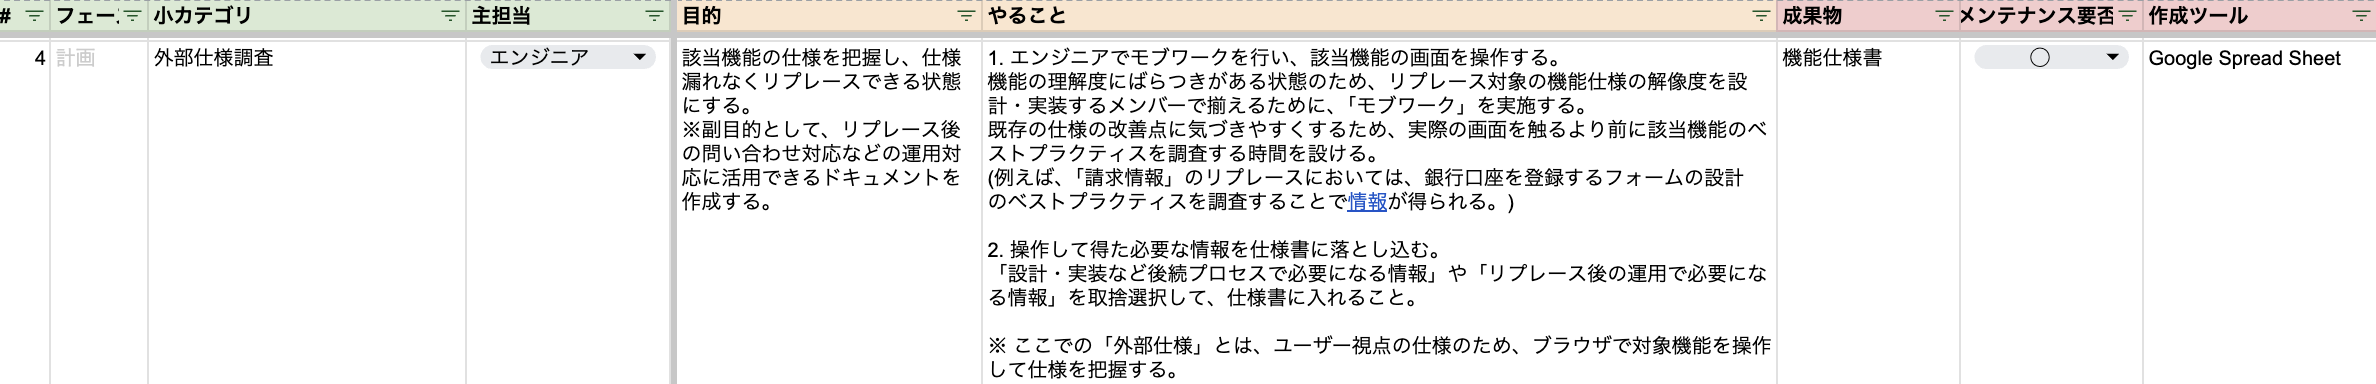 # フェー 小カテゴリ 主担当 目的 やること 成果物 メンテナンス要否 作成ツール
4 計画 外部仕様調査 エンジニア
該当機能の仕様を把握し、仕様
漏れなくリプレースできる状態
にする。
※副目的として、リプレース後
の問い合わせ対応などの運用対
応に活用できるドキュメントを
作成する。
1. エンジニアでモブワークを行い、該当機能の画面を操作する。
機能の理解度にばらつきがある状態のため、リプレース対象の機能仕様の解像度を設
計・実装するメンバーで揃えるために、「モブワーク」を実施する。
既存の仕様の改善点に気づきやすくするため、実際の画面を触るより前に該当機能のベ
ストプラクティスを調査する時間を設ける。
(例えば、「請求情報」のリプレースにおいては、銀行口座を登録するフォームの設計
のベストプラクティスを調査することで情報が得られる。)
2. 操作して得た必要な情報を仕様書に落とし込む。
「設計・実装など後続プロセスで必要になる情報」や「リプレース後の運用で必要にな
る情報」を取捨選択して、仕様書に入れること。
※ ここでの「外部仕様」とは、ユーザー視点の仕様のため、ブラウザで対象機能を操作
して仕様を把握する。
機能仕様書
〇
Google Spread Sheet